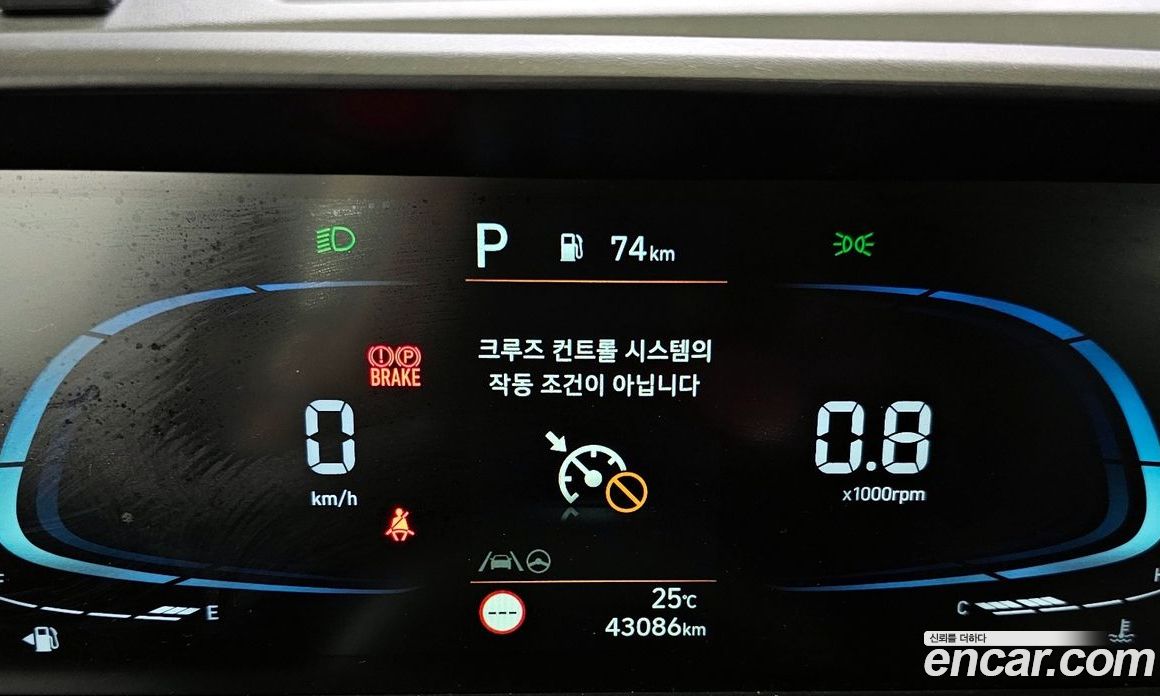 P 74km
크루즈 컨트롤 시스템의
작동 조건이 아닙니다
(!) (P)
BRAKE
0
km/h
0.8
x1000rpm
E
C
H
---
25℃
43086km
신뢰를 더하다
encar.com